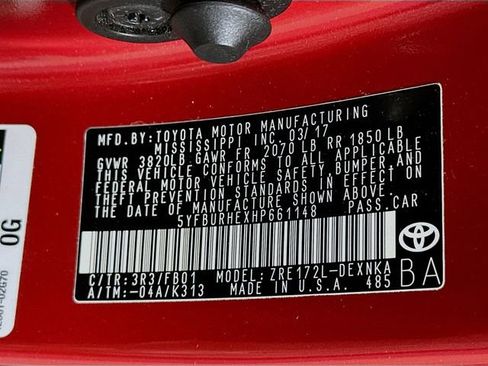 MFD.BY: TOYOTA MOTOR MANUFACTURING
MISSISSIPPI INC. 03/17
GVWR 3820LB GAWR FR 2070 LB RR 1850 LB
THIS VEHICLE CONFORMS TO ALL APPLICABLE
FEDERAL MOTOR VEHICLE SAFETY, BUMPER, AND
THEFT PREVENTION STANDARDS IN EFFECT ON
THE DATE OF MANUFACTURE SHOWN ABOVE.
5YFBURHEXHP661148 PASS.CAR
C/TR:3R3/FB01 MODEL: ZRE172L-DEXNKA
A/TM:-04A/K313 MADE IN U.S.A. 485
BA
0G